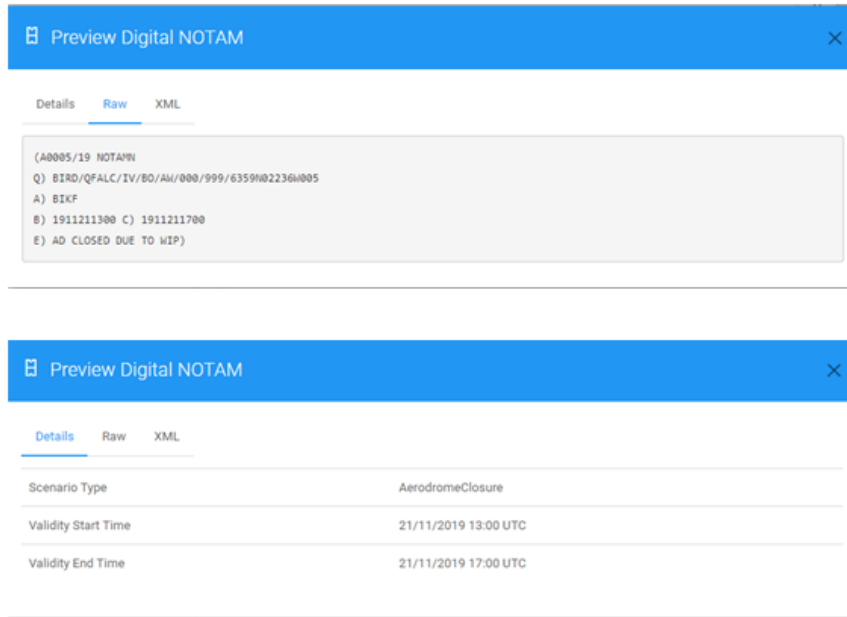 Preview Digital NOTAM
Details Raw XML
(A0005/19 NOTAMN
Q) BIRD/QFALC/IV/BO/AW/000/999/6359N02236W005
A) BIKF
B) 1911211300 C) 1911211700
E) AD CLOSED DUE TO WIP)
Preview Digital NOTAM
Details Raw XML
Scenario Type AerodromeClosure
Validity Start Time 21/11/2019 13:00 UTC
Validity End Time 21/11/2019 17:00 UTC